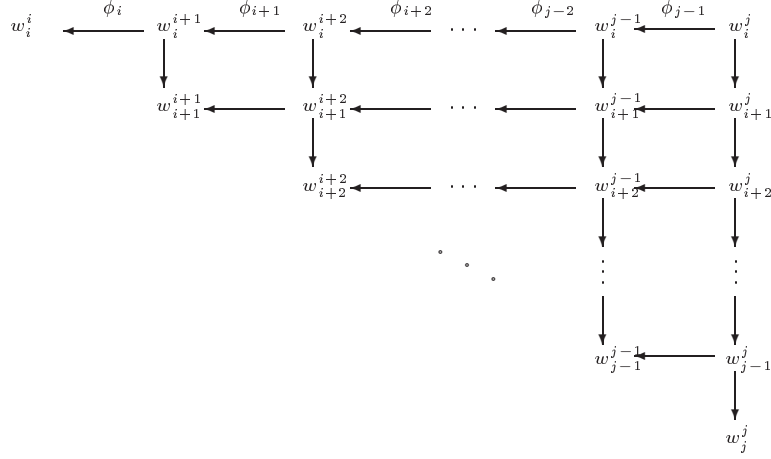 ϕ_i ϕ_{i+1} ϕ_{i+2} ϕ_{j−2} ϕ_{j−1}
w_i^i w_i^{i+1} w_i^{i+2} ··· w_i^{j−1} w_i^j
w_{i+1}^{i+1} w_{i+1}^{i+2} ··· w_{i+1}^{j−1} w_{i+1}^j
w_{i+2}^{i+2} ··· w_{i+2}^{j−1} w_{i+2}^j
⋮ ⋮
w_{j−1}^{j−1} w_{j−1}^j
w_j^j